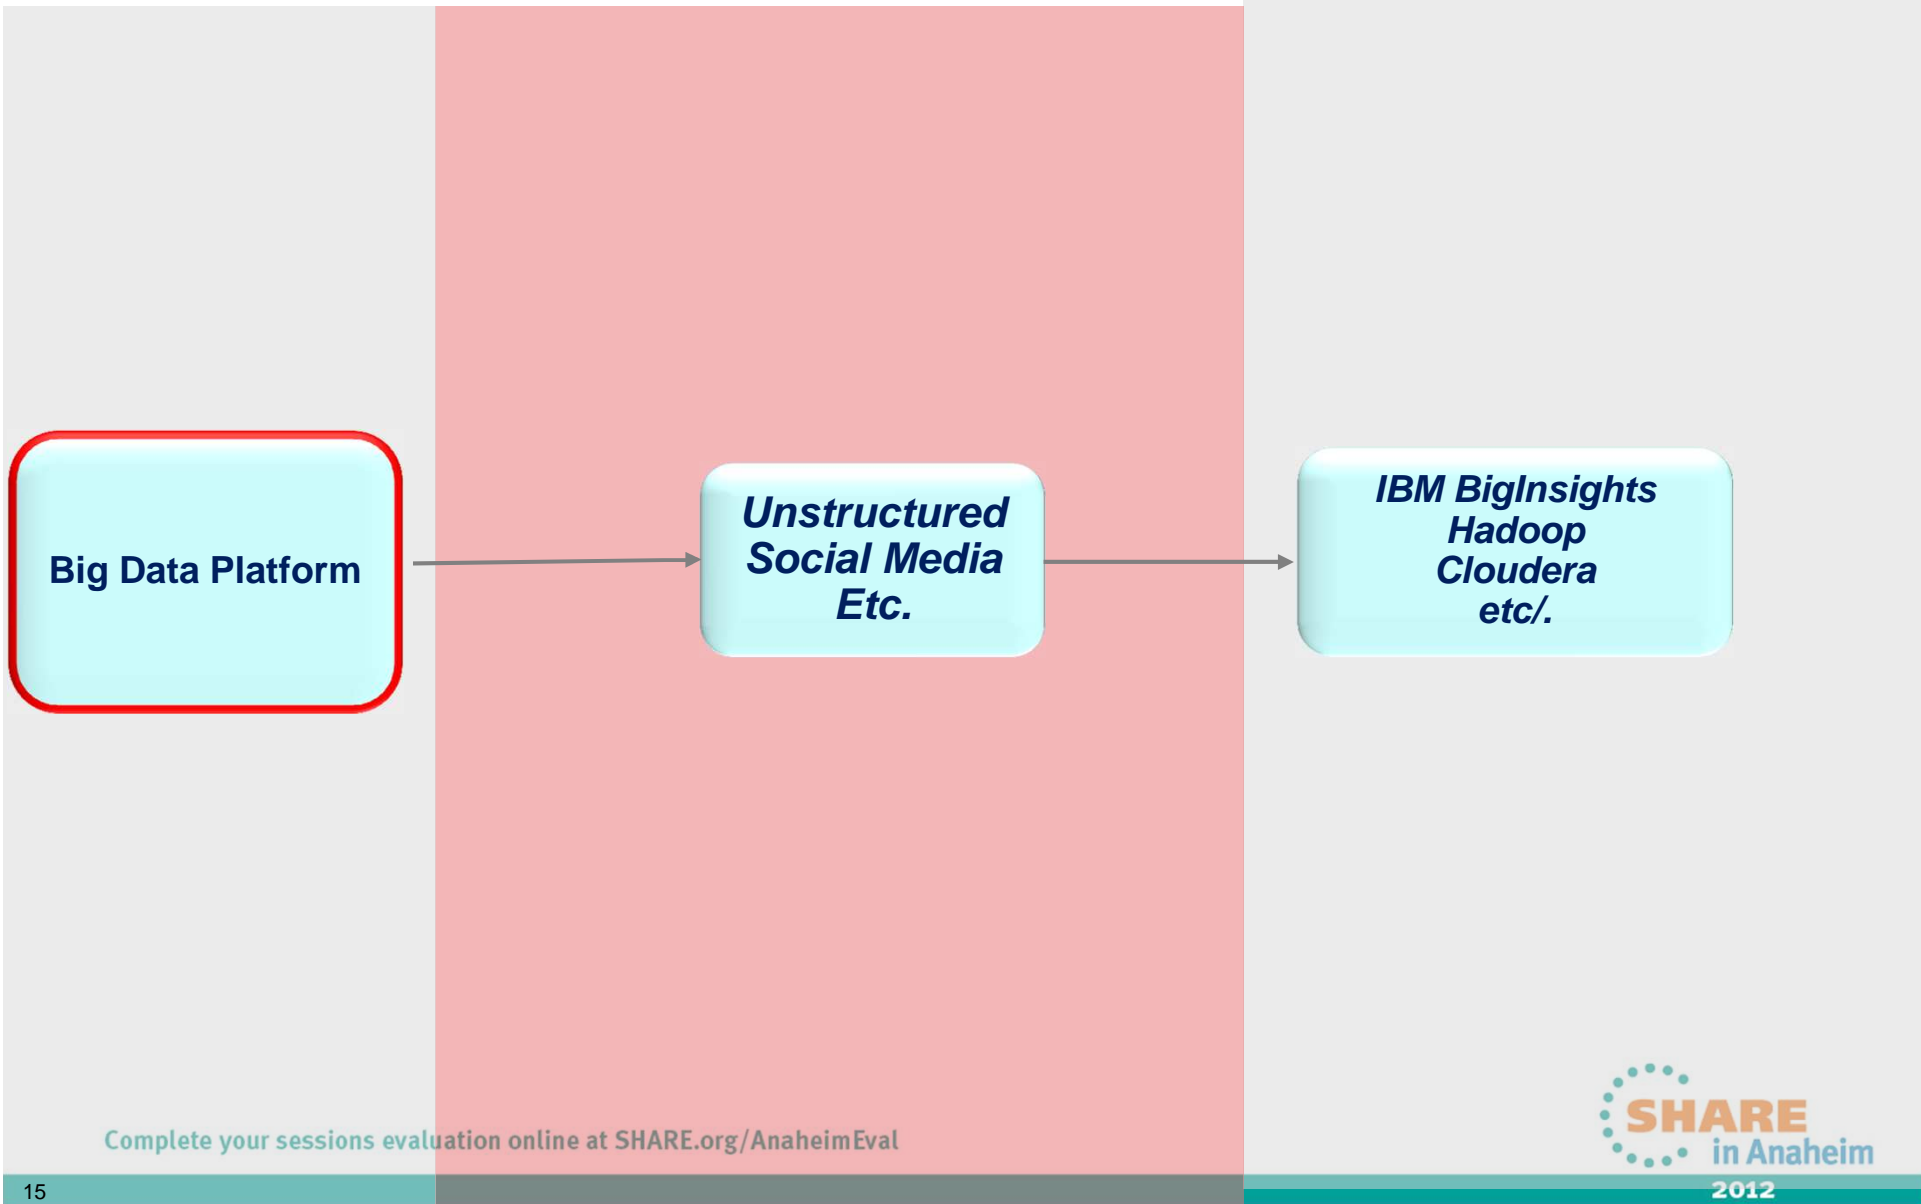 Big Data Platform
Unstructured
Social Media
Etc.
IBM BigInsights
Hadoop
Cloudera
etc/.
Complete your sessions evaluation online at SHARE.org/AnaheimEval
SHARE
in Anaheim
2012
15